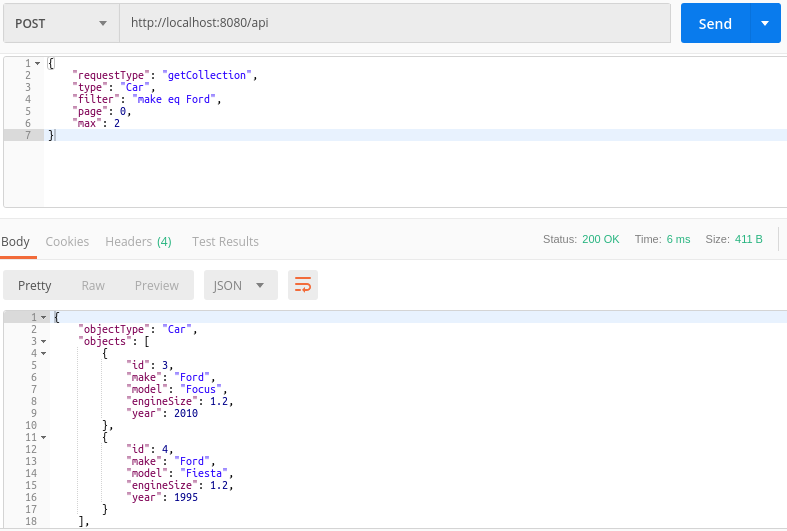 POST http://localhost:8080/api Send
1 {
2 "requestType": "getCollection",
3 "type": "Car",
4 "filter": "make eq Ford",
5 "page": 0,
6 "max": 2
7 }
Body Cookies Headers (4) Test Results Status: 200 OK Time: 6 ms Size: 411 B
Pretty Raw Preview JSON
1 {
2 "objectType": "Car",
3 "objects": [
4 {
5 "id": 3,
6 "make": "Ford",
7 "model": "Focus",
8 "engineSize": 1.2,
9 "year": 2010
10 },
11 {
12 "id": 4,
13 "make": "Ford",
14 "model": "Fiesta",
15 "engineSize": 1.2,
16 "year": 1995
17 }
18 ],